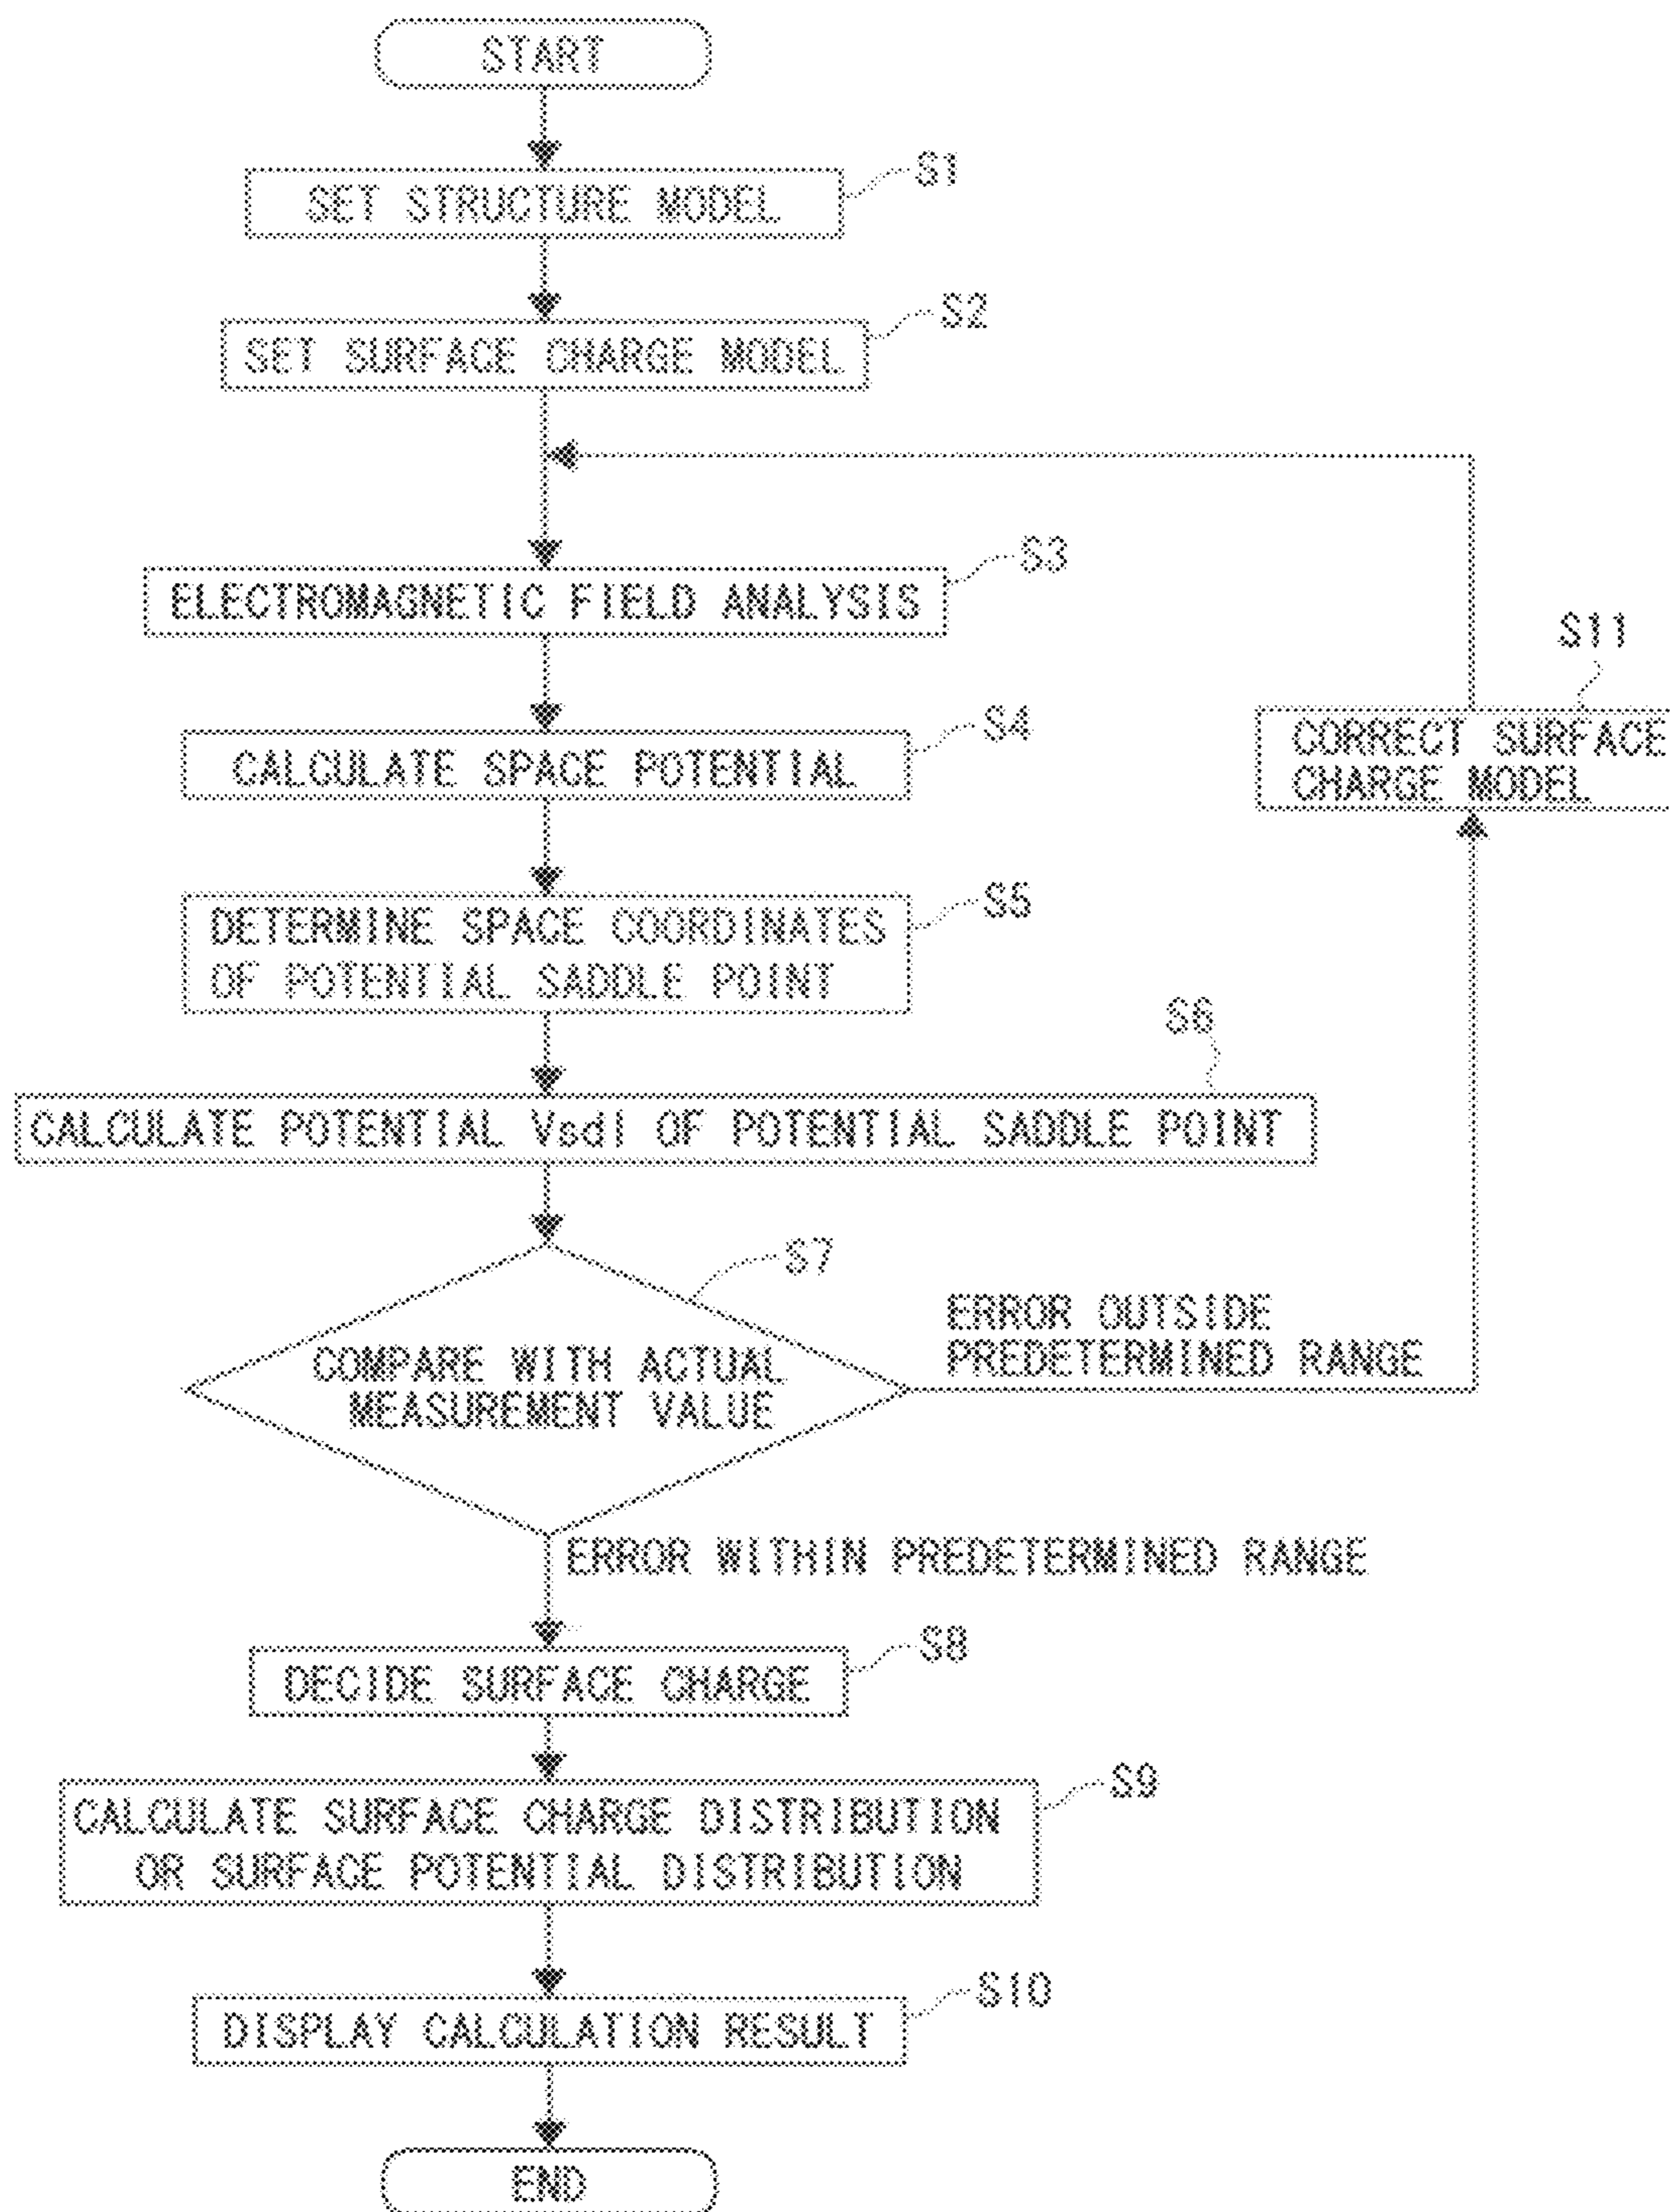 START
S1
SET STRUCTURE MODEL
S2
SET SURFACE CHARGE MODEL
S3
ELECTROMAGNETIC FIELD ANALYSIS
S11
CORRECT SURFACE
CHARGE MODEL
S4
CALCULATE SPACE POTENTIAL
S5
DETERMINE SPACE COORDINATES
OF POTENTIAL SADDLE POINT
S6
CALCULATE POTENTIAL Vsdl OF POTENTIAL SADDLE POINT
S7
COMPARE WITH ACTUAL
MEASUREMENT VALUE
ERROR OUTSIDE
PREDETERMINED RANGE
ERROR WITHIN PREDETERMINED RANGE
S8
DECIDE SURFACE CHARGE
S9
CALCULATE SURFACE CHARGE DISTRIBUTION
OR SURFACE POTENTIAL DISTRIBUTION
S10
DISPLAY CALCULATION RESULT
END